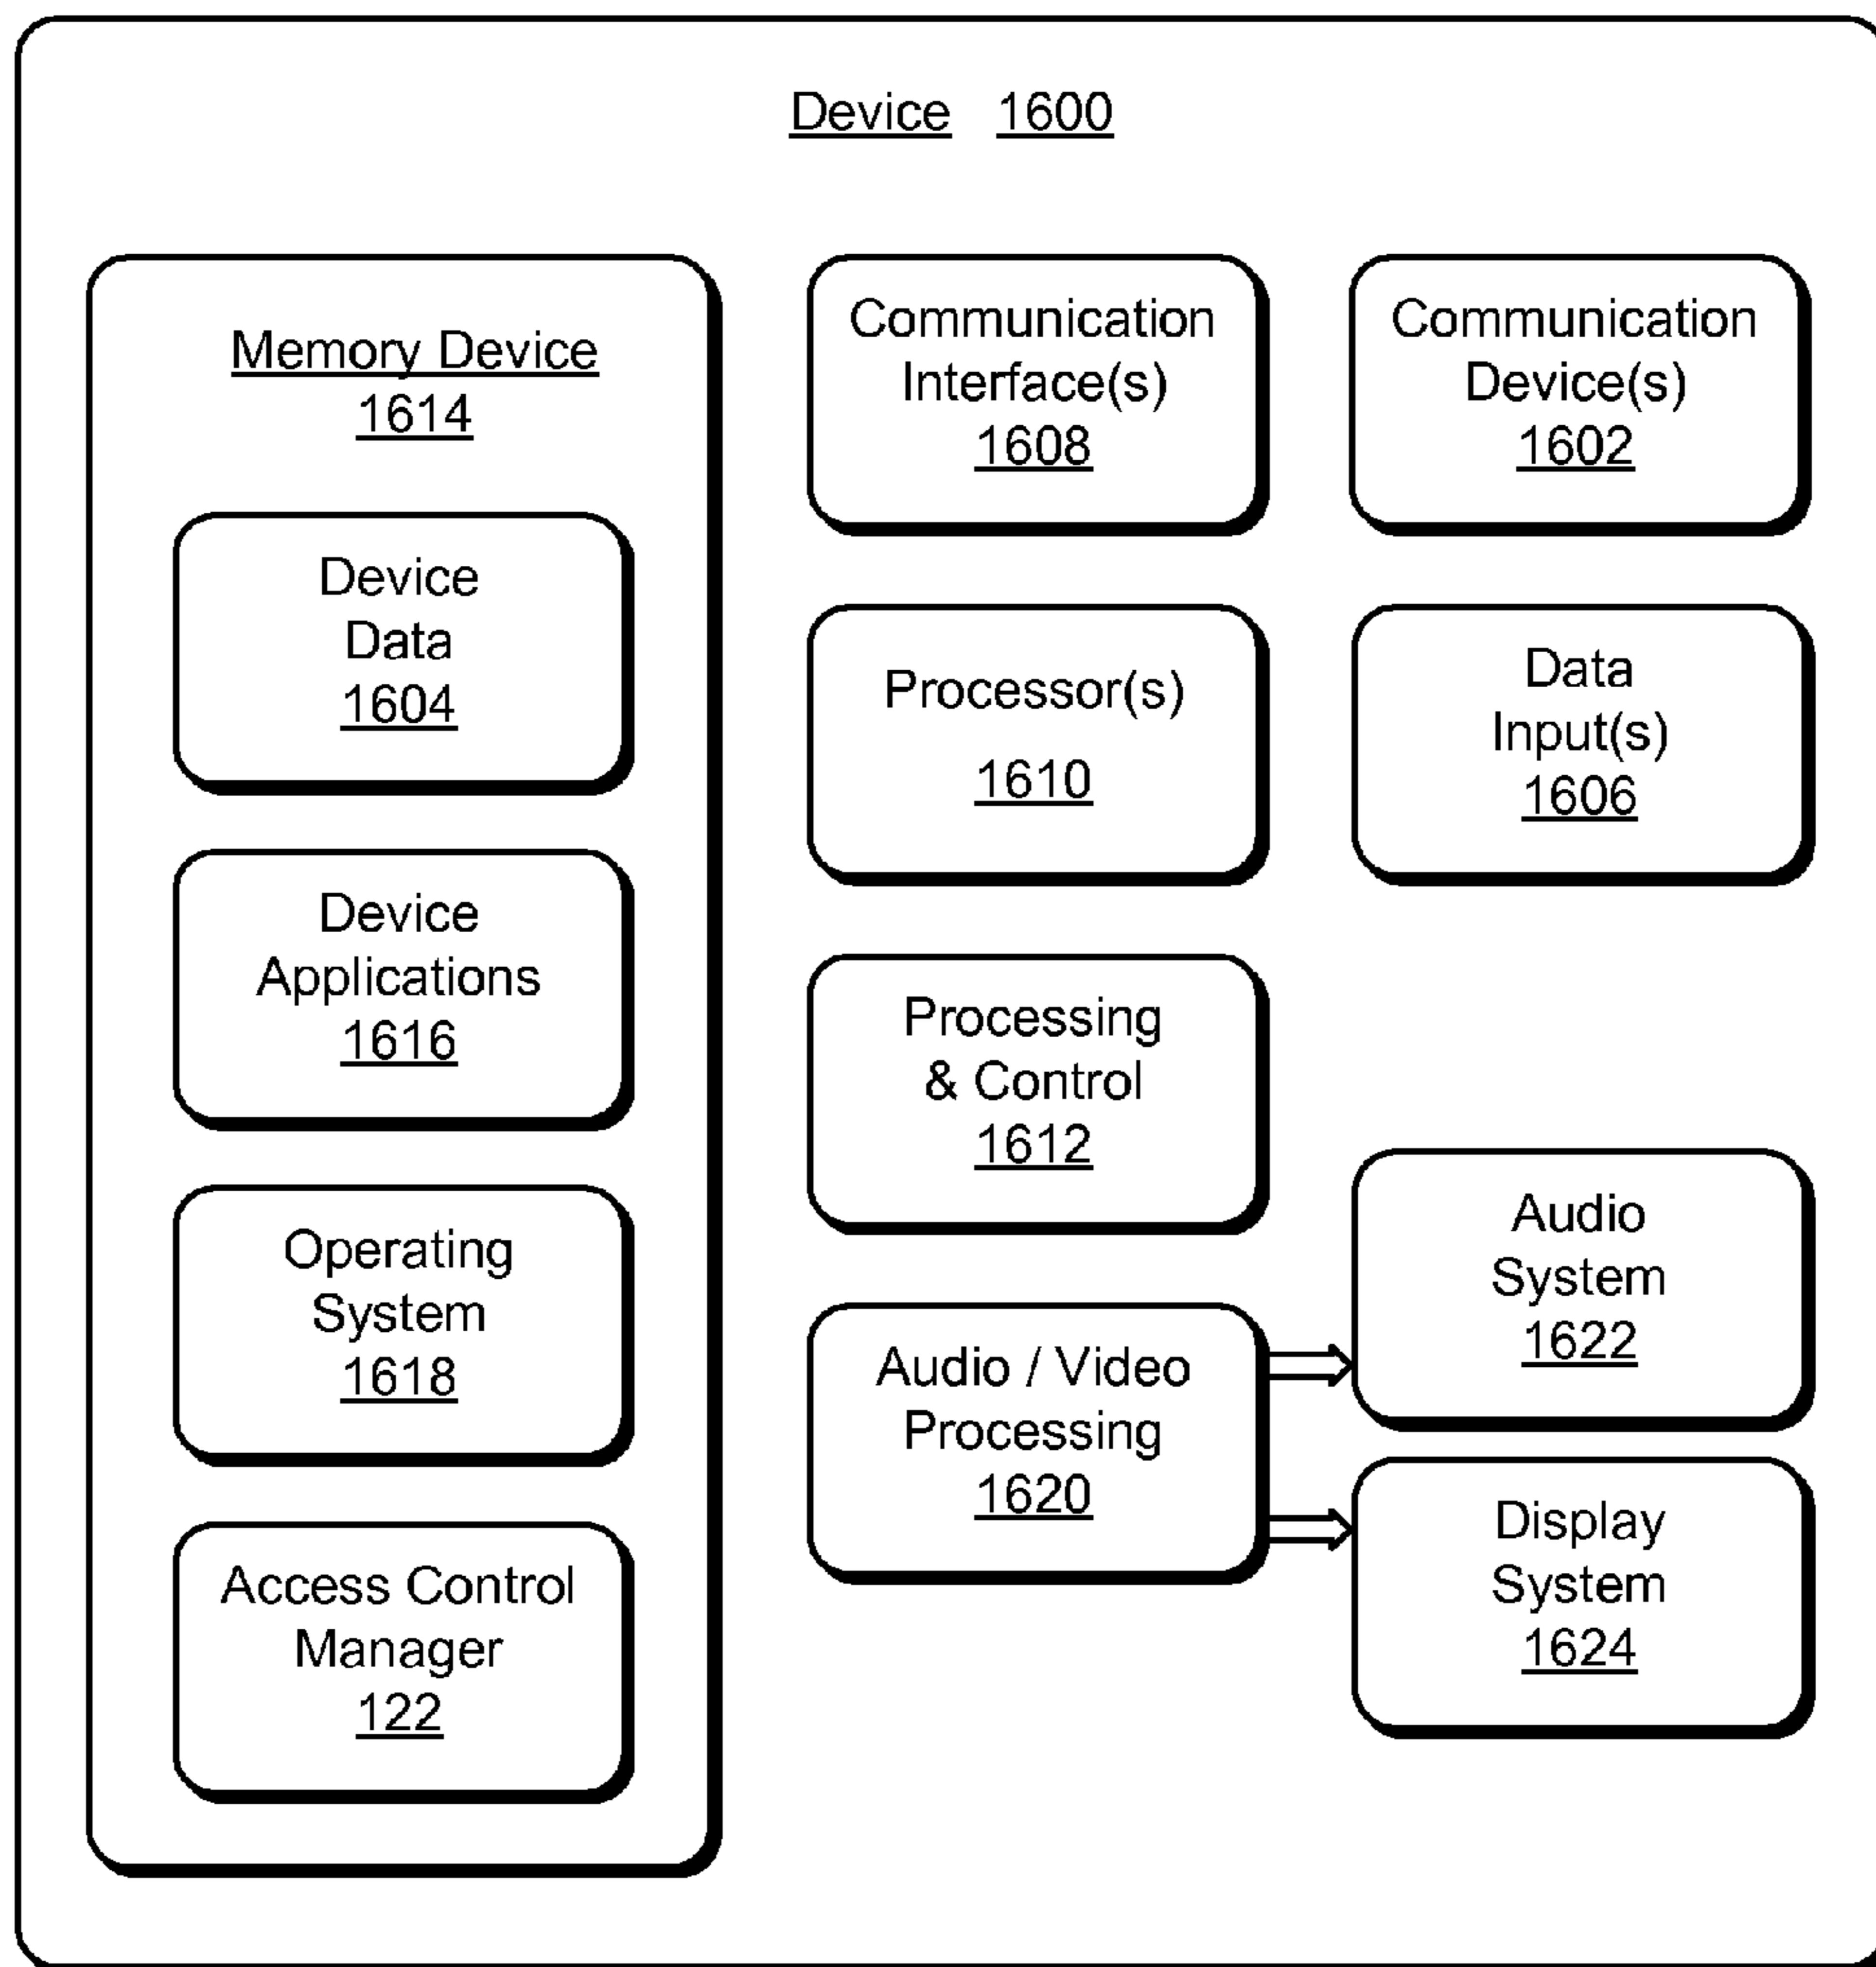 Device 1600
Memory Device
1614
Device
Data
1604
Device
Applications
1616
Operating
System
1618
Access Control
Manager
122
Communication
Interface(s)
1608
Processor(s)
1610
Processing
& Control
1612
Audio / Video
Processing
1620
Communication
Device(s)
1602
Data
Input(s)
1606
Audio
System
1622
Display
System
1624